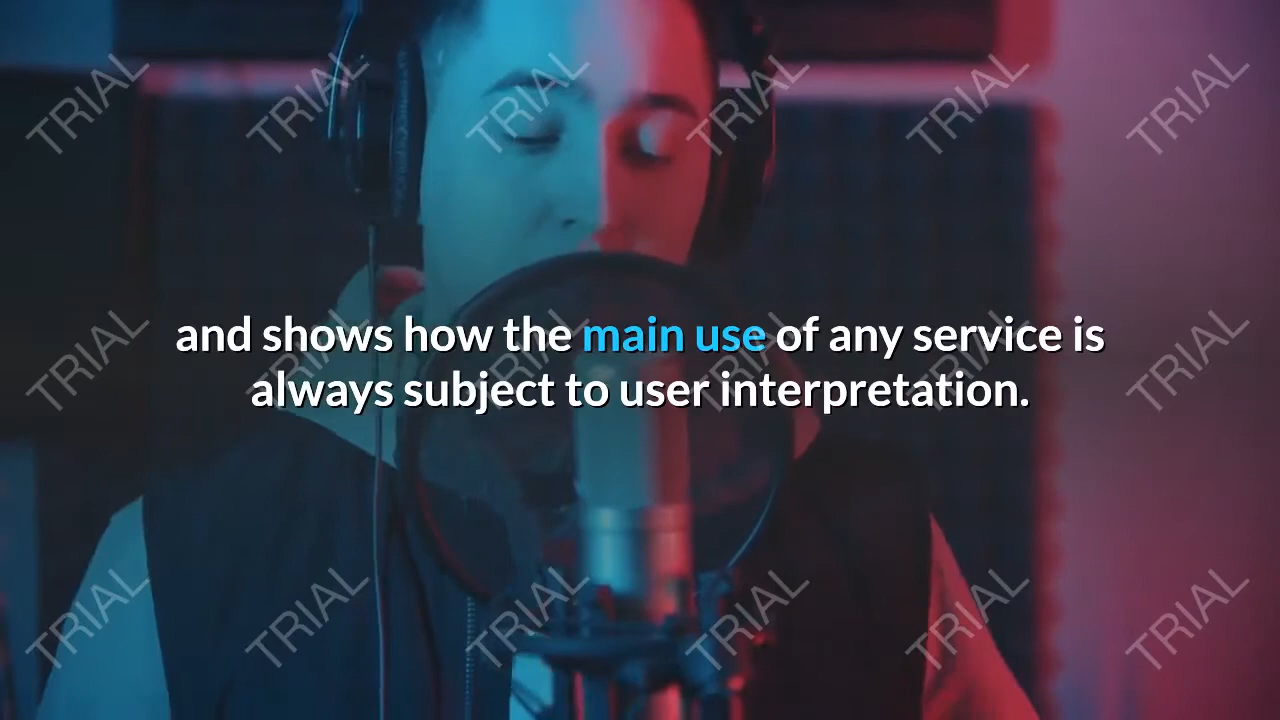 TRIAL TRIAL TRIAL TRIAL TRIAL TRIAL
and shows how the main use of any service is
always subject to user interpretation.
TRIAL TRIAL TRIAL TRIAL TRIAL TRIAL
TRIAL TRIAL TRIAL TRIAL TRIAL TRIAL